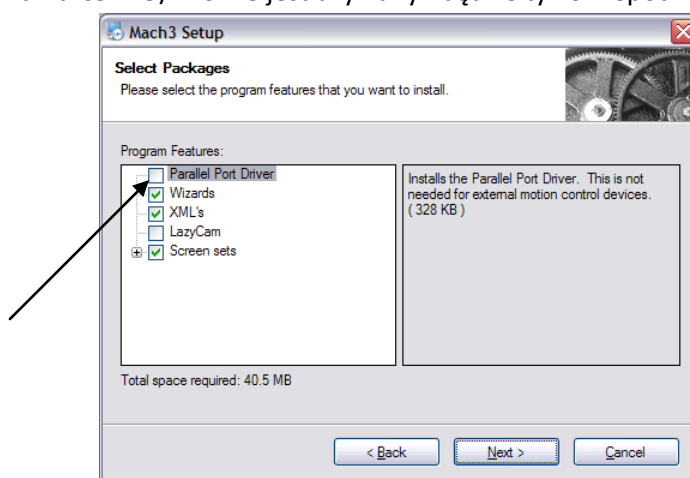 Mach3 Setup
Select Packages
Please select the program features that you want to install.
Program Features:
Parallel Port Driver
Wizards
XML's
LazyCam
Screen sets
Installs the Parallel Port Driver. This is not
needed for external motion control devices.
( 328 KB )
Total space required: 40.5 MB
< Back
Next >
Cancel